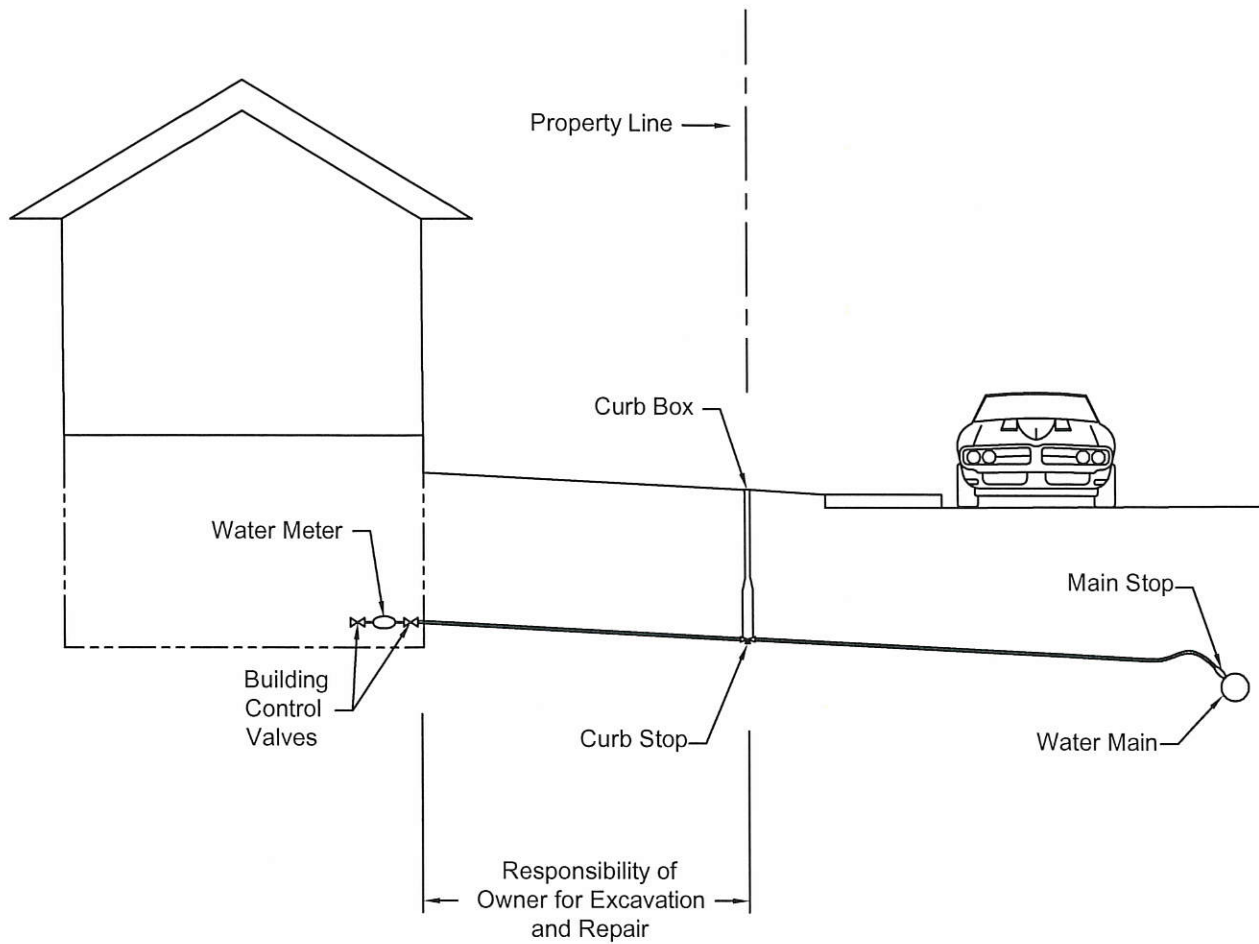 Property Line
Curb Box
Water Meter
Main Stop
Building
Control
Valves
Curb Stop
Water Main
Responsibility of
Owner for Excavation
and Repair